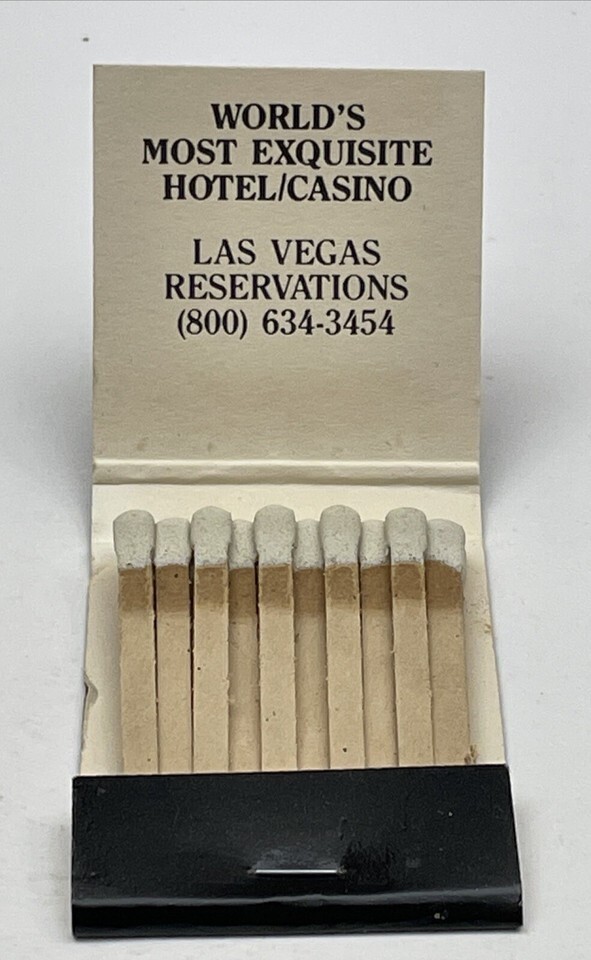 WORLD'S
MOST EXQUISITE
HOTEL/CASINO
LAS VEGAS
RESERVATIONS
(800) 634-3454